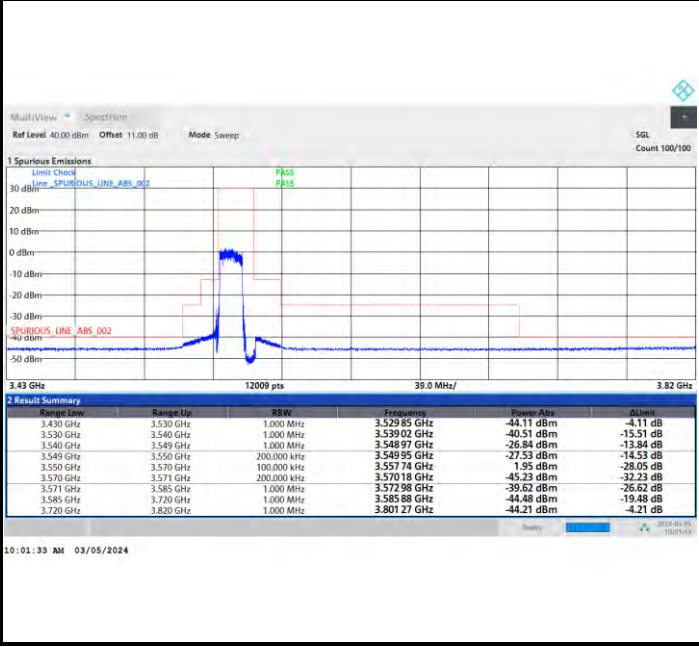 MultiView Spectrum
Ref Level 40.00 dBm Offset 11.00 dB Mode Sweep SGL
Count 100/100
1 Spurious Emissions
Limit Check PASS
Line _SPURIOUS_LINE_ABS_002 PASS
30 dBm
20 dBm
10 dBm
0 dBm
-10 dBm
-20 dBm
-30 dBm
SPURIOUS_LINE_ABS_002
-40 dBm
-50 dBm
3.43 GHz 12009 pts 39.0 MHz/ 3.82 GHz
2 Result Summary
Range Low Range Up RBW Frequency Power Abs ΔLimit
3.430 GHz 3.530 GHz 1.000 MHz 3.529 85 GHz -44.11 dBm -4.11 dB
3.530 GHz 3.540 GHz 1.000 MHz 3.539 02 GHz -40.51 dBm -15.51 dB
3.540 GHz 3.549 GHz 1.000 MHz 3.548 97 GHz -26.84 dBm -13.84 dB
3.549 GHz 3.550 GHz 200.000 kHz 3.549 95 GHz -27.53 dBm -14.53 dB
3.550 GHz 3.570 GHz 100.000 kHz 3.557 74 GHz 1.95 dBm -28.05 dB
3.570 GHz 3.571 GHz 200.000 kHz 3.570 18 GHz -45.23 dBm -32.23 dB
3.571 GHz 3.585 GHz 1.000 MHz 3.572 98 GHz -39.62 dBm -26.62 dB
3.585 GHz 3.720 GHz 1.000 MHz 3.585 88 GHz -44.48 dBm -19.48 dB
3.720 GHz 3.820 GHz 1.000 MHz 3.801 27 GHz -44.21 dBm -4.21 dB
Ready
10:01:33 AM 03/05/2024